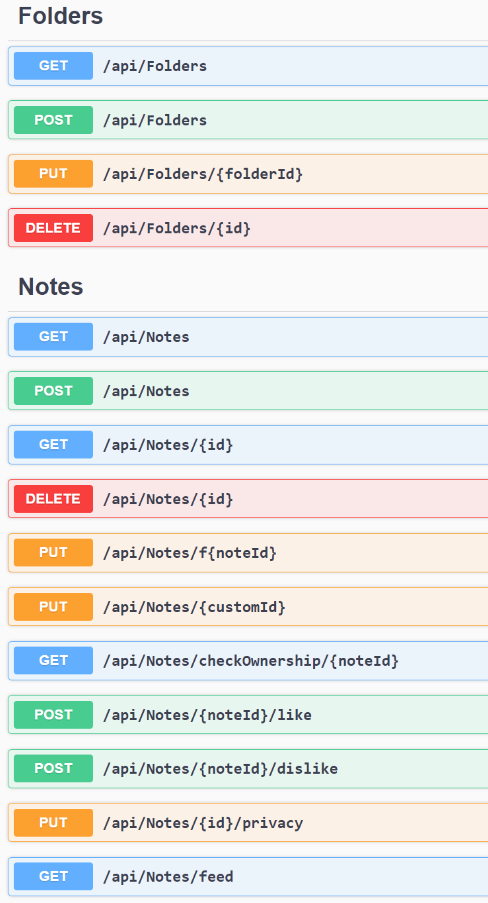 Folders
GET /api/Folders
POST /api/Folders
PUT /api/Folders/{folderId}
DELETE /api/Folders/{id}
Notes
GET /api/Notes
POST /api/Notes
GET /api/Notes/{id}
DELETE /api/Notes/{id}
PUT /api/Notes/f{noteId}
PUT /api/Notes/{customId}
GET /api/Notes/checkOwnership/{noteId}
POST /api/Notes/{noteId}/like
POST /api/Notes/{noteId}/dislike
PUT /api/Notes/{id}/privacy
GET /api/Notes/feed